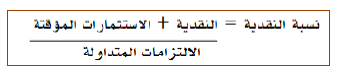 نسبة النقدية = النقدية + الاستثمارات المؤقتة
الالتزامات المتداولة